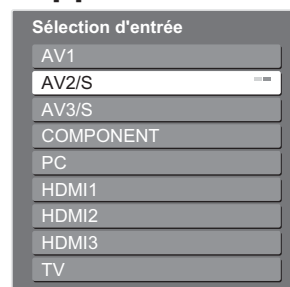 Sélection d'entrée
AV1
AV2/S
AV3/S
COMPONENT
PC
HDMI1
HDMI2
HDMI3
TV